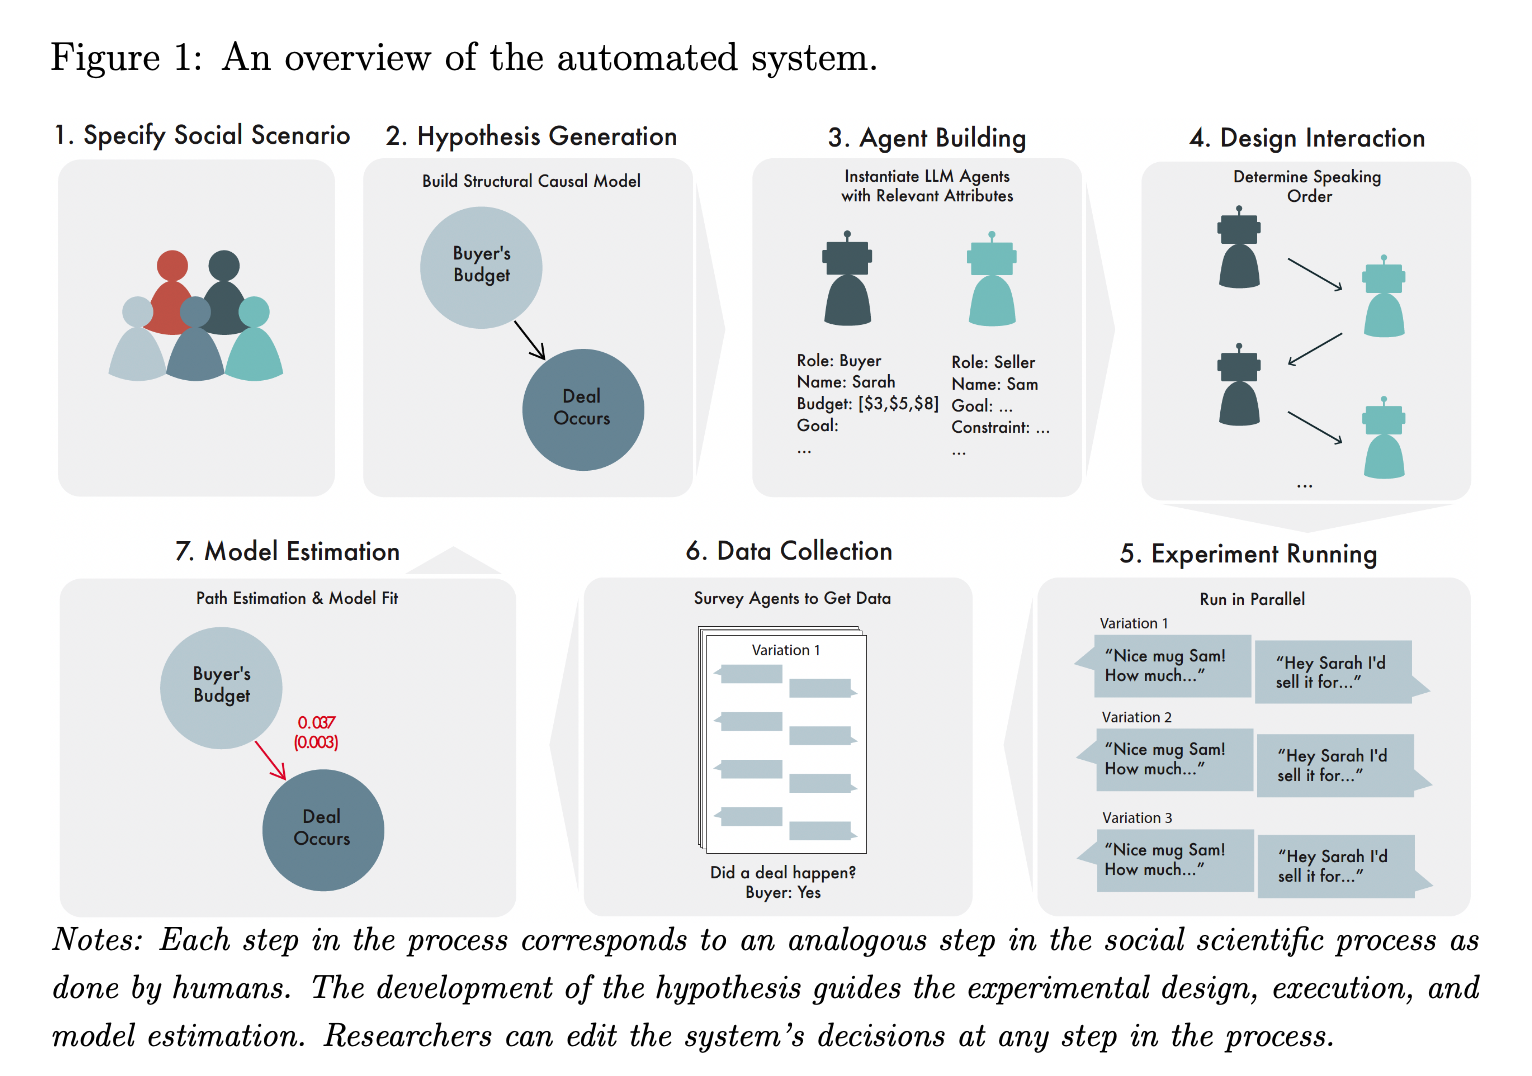 Figure 1: An overview of the automated system.
1. Specify Social Scenario
2. Hypothesis Generation
Build Structural Causal Model
Buyer's
Budget
Deal
Occurs
3. Agent Building
Instantiate LLM Agents
with Relevant Attributes
Role: Buyer
Name: Sarah
Budget: [$3,$5,$8]
Goal:
...
Role: Seller
Name: Sam
Goal: ...
Constraint: ...
...
4. Design Interaction
Determine Speaking
Order
...
5. Experiment Running
Run in Parallel
Variation 1
“Nice mug Sam!
How much...”
“Hey Sarah I'd
sell it for...”
Variation 2
“Nice mug Sam!
How much...”
“Hey Sarah I'd
sell it for...”
Variation 3
“Nice mug Sam!
How much...”
“Hey Sarah I'd
sell it for...”
6. Data Collection
Survey Agents to Get Data
Variation 1
Did a deal happen?
Buyer: Yes
7. Model Estimation
Path Estimation & Model Fit
Buyer's
Budget
0.037
(0.003)
Deal
Occurs
Notes: Each step in the process corresponds to an analogous step in the social scientific process as
done by humans. The development of the hypothesis guides the experimental design, execution, and
model estimation. Researchers can edit the system's decisions at any step in the process.